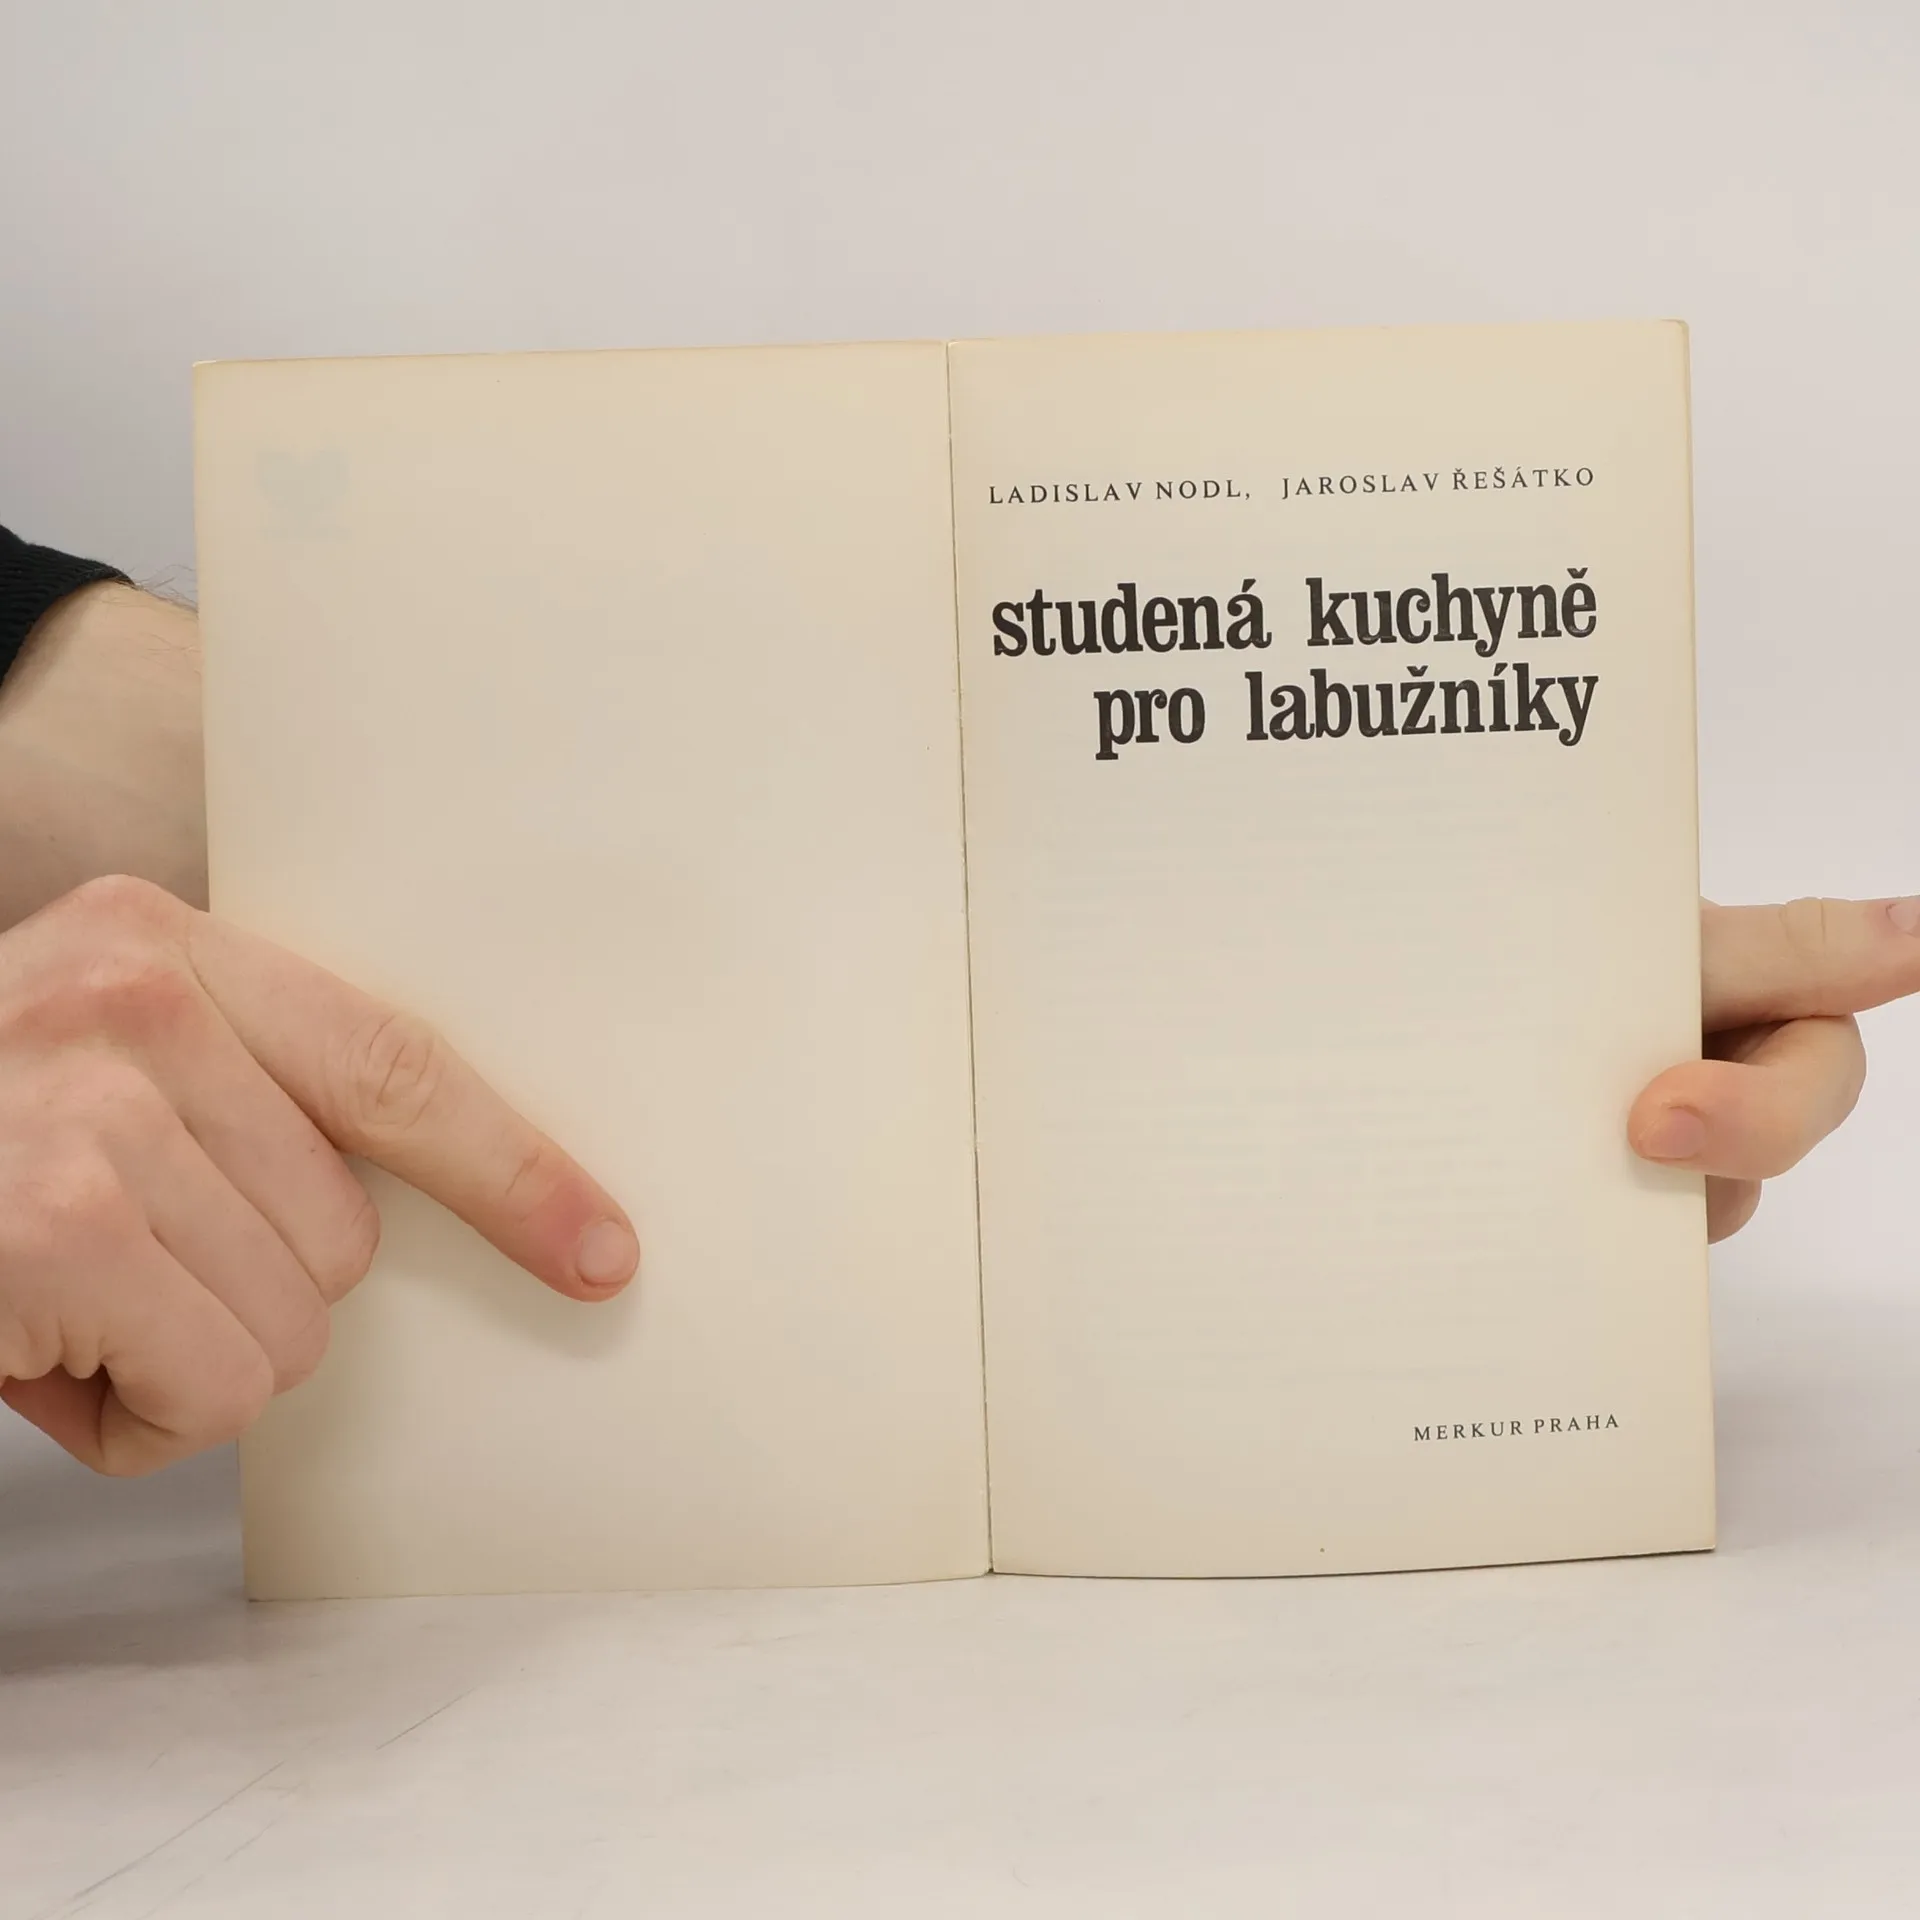 LADISLAV NODL, JAROSLAV ŘEŠÁTKO
studená kuchyně
pro labužníky
MERKUR PRAHA